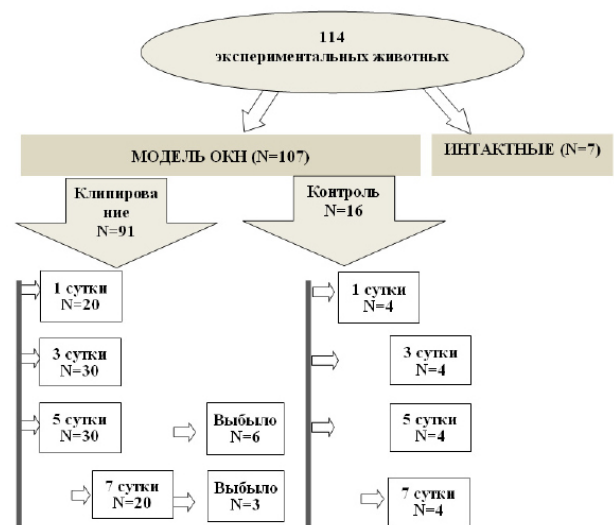 114
экспериментальных животных
МОДЕЛЬ ОКН (N=107)
ИНТАКТНЫЕ (N=7)
Клипирова
ние
N=91
Контроль
N=16
1 сутки
N=20
1 сутки
N=4
3 сутки
N=30
3 сутки
N=4
5 сутки
N=30
Выбыло
N=6
5 сутки
N=4
7 сутки
N=20
Выбыло
N=3
7 сутки
N=4